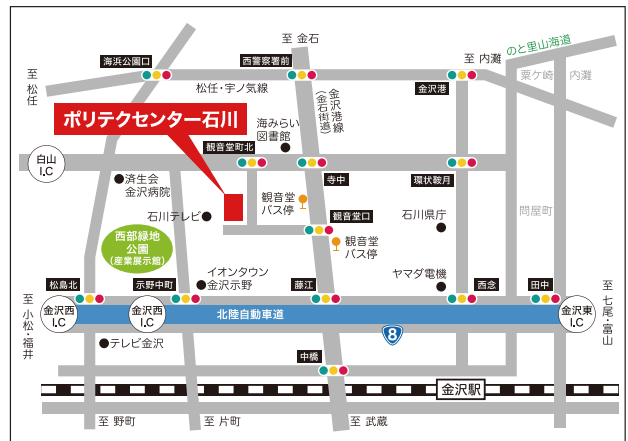 至 金石
海浜公園口
西警察署前
至 内灘
のと里山海道
至 松任
松任・宇ノ気線
金沢港線
(金石街道)
金沢港
粟ケ崎
内灘
ポリテクセンター石川
海みらい
図書館
観音堂町北
寺中
環状鞍月
白山
I.C
済生会
金沢病院
観音堂
バス停
石川テレビ
観音堂口
石川県庁
問屋町
西部緑地
公園
(産業展示館)
観音堂
バス停
イオンタウン
金沢示野
ヤマダ電機
松島北
示野中町
藤江
西念
田中
至 小松・福井
金沢西
I.C
金沢西
I.C
北陸自動車道
8
金沢東
I.C
至 七尾・富山
テレビ金沢
中橋
金沢駅
至 野町
至 片町
至 武蔵